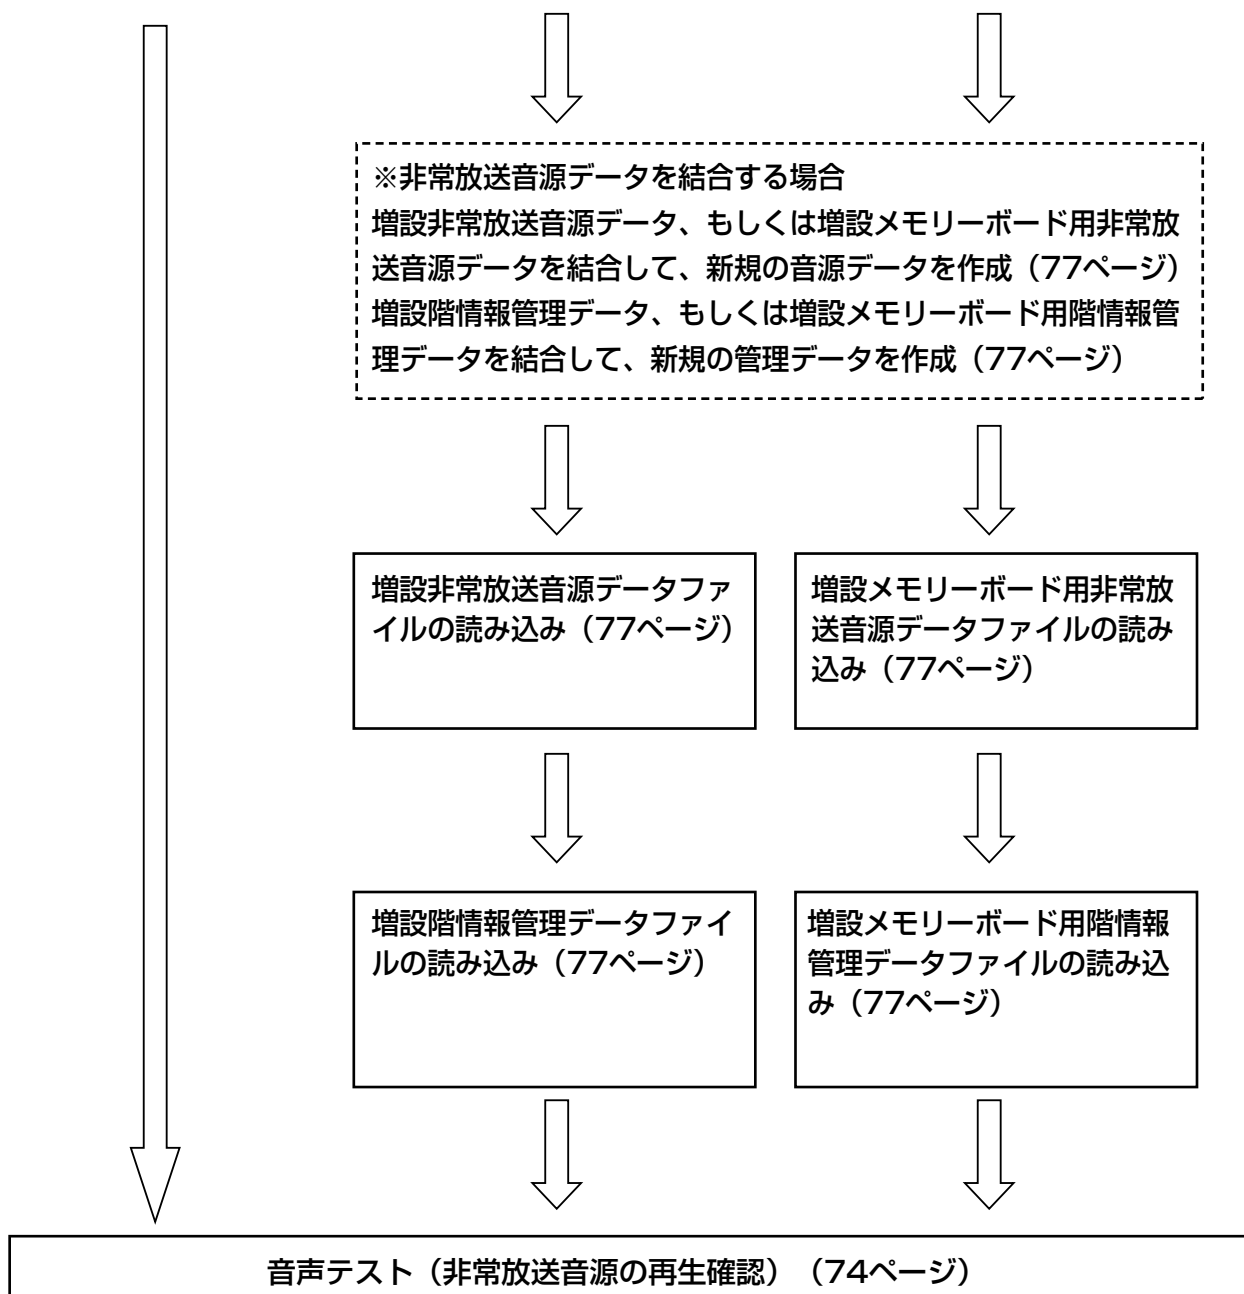 ※非常放送音源データを結合する場合
増設非常放送音源データ、もしくは増設メモリーボード用非常放
送音源データを結合して、新規の音源データを作成（77ページ）
増設階情報管理データ、もしくは増設メモリーボード用階情報管
理データを結合して、新規の管理データを作成（77ページ）
増設非常放送音源データファ
イルの読み込み（77ページ）
増設メモリーボード用非常放
送音源データファイルの読み
込み（77ページ）
増設階情報管理データファイ
ルの読み込み（77ページ）
増設メモリーボード用階情報
管理データファイルの読み込
み（77ページ）
音声テスト（非常放送音源の再生確認）（74ページ）